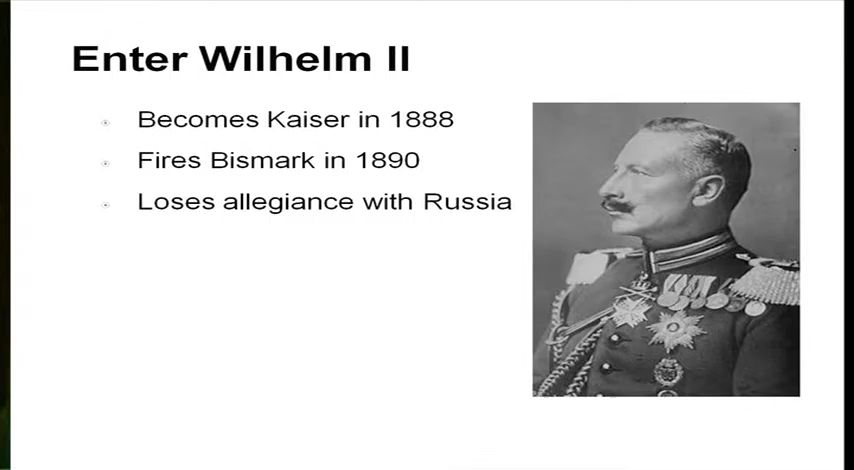 Enter Wilhelm II
Becomes Kaiser in 1888
Fires Bismark in 1890
Loses allegiance with Russia